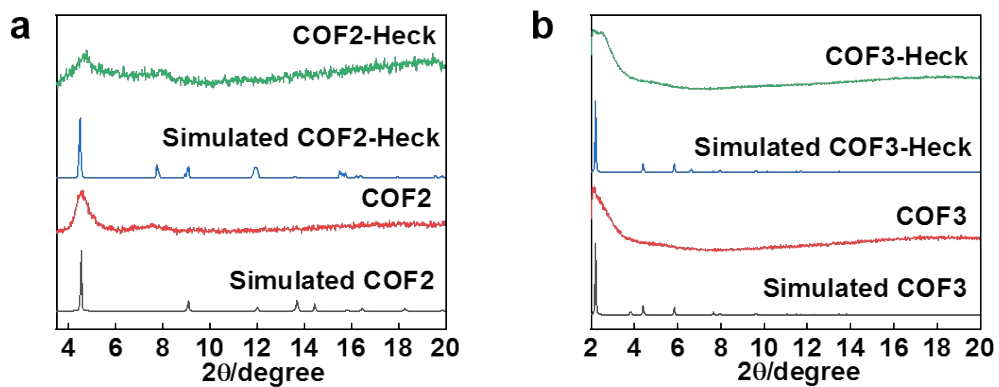 a
COF2-Heck
Simulated COF2-Heck
COF2
Simulated COF2
4 6 8 10 12 14 16 18 20
2θ/degree
b
COF3-Heck
Simulated COF3-Heck
COF3
Simulated COF3
2 4 6 8 10 12 14 16 18 20
2θ/degree